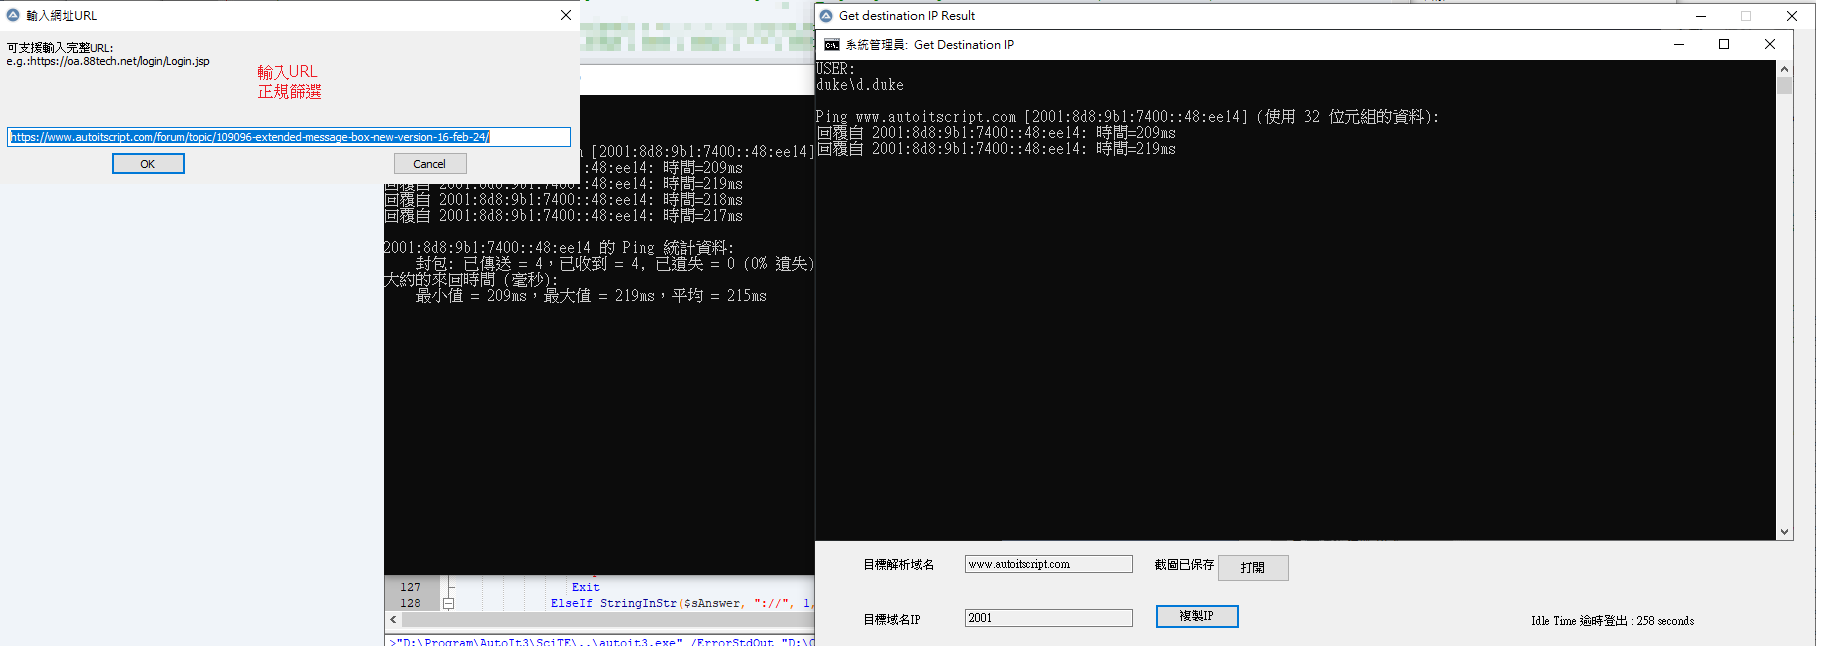 輸入網址URL
可支援輸入完整URL:
e.g.:https://oa.88tech.net/login/Login.jsp
輸入URL
正規篩選
https://www.autoitscript.com/forum/topic/109096-extended-message-box-new-version-16-feb-24/
OK
Cancel
[2001:8d8:9b1:7400::48:ee14]
::48:ee14: 時間=209ms
回覆自 2001:8d8:9b1:7400::48:ee14: 時間=219ms
回覆自 2001:8d8:9b1:7400::48:ee14: 時間=218ms
回覆自 2001:8d8:9b1:7400::48:ee14: 時間=217ms
2001:8d8:9b1:7400::48:ee14 的 Ping 統計資料:
封包: 已傳送 = 4，已收到 = 4, 已遺失 = 0 (0% 遺失)
大約的來回時間 (毫秒):
最小值 = 209ms，最大值 = 219ms，平均 = 215ms
127 Exit
128 ElseIf StringInStr($sAnswer, "://", 1,
>"D:\Program\AutoIt3\SciTE\..\autoit3.exe" /ErrorStdOut "D:\
Get destination IP Result
系統管理員: Get Destination IP
USER:
duke\d.duke
Ping www.autoitscript.com [2001:8d8:9b1:7400::48:ee14] (使用 32 位元組的資料):
回覆自 2001:8d8:9b1:7400::48:ee14: 時間=209ms
回覆自 2001:8d8:9b1:7400::48:ee14: 時間=219ms
目標解析域名 www.autoitscript.com 截圖已保存 打開
目標域名IP 2001 複製IP
Idle Time 逾時登出 : 258 seconds